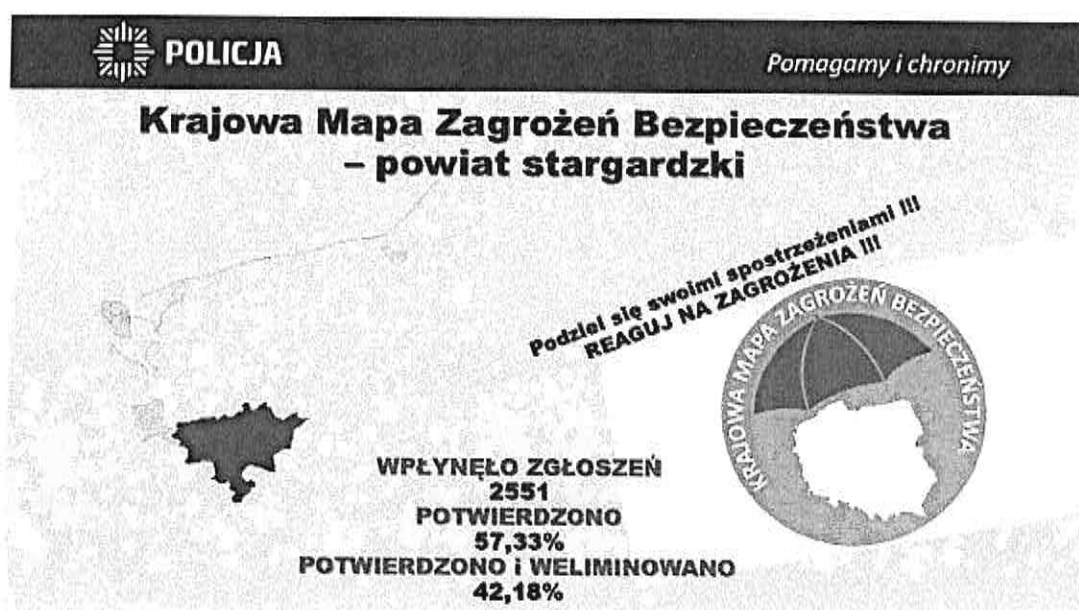 POLICJA
Pomagamy i chronimy
Krajowa Mapa Zagrożeń Bezpieczeństwa
– powiat stargardzki
Podziel się swoimi spostrzeżeniami !!!
REAGUJ NA ZAGROŻENIA !!!
KRAJOWA MAPA ZAGROŻEŃ BEZPIECZEŃSTWA
WPŁYNĘŁO ZGŁOSZEŃ
2551
POTWIERDZONO
57,33%
POTWIERDZONO i WELIMINOWANO
42,18%